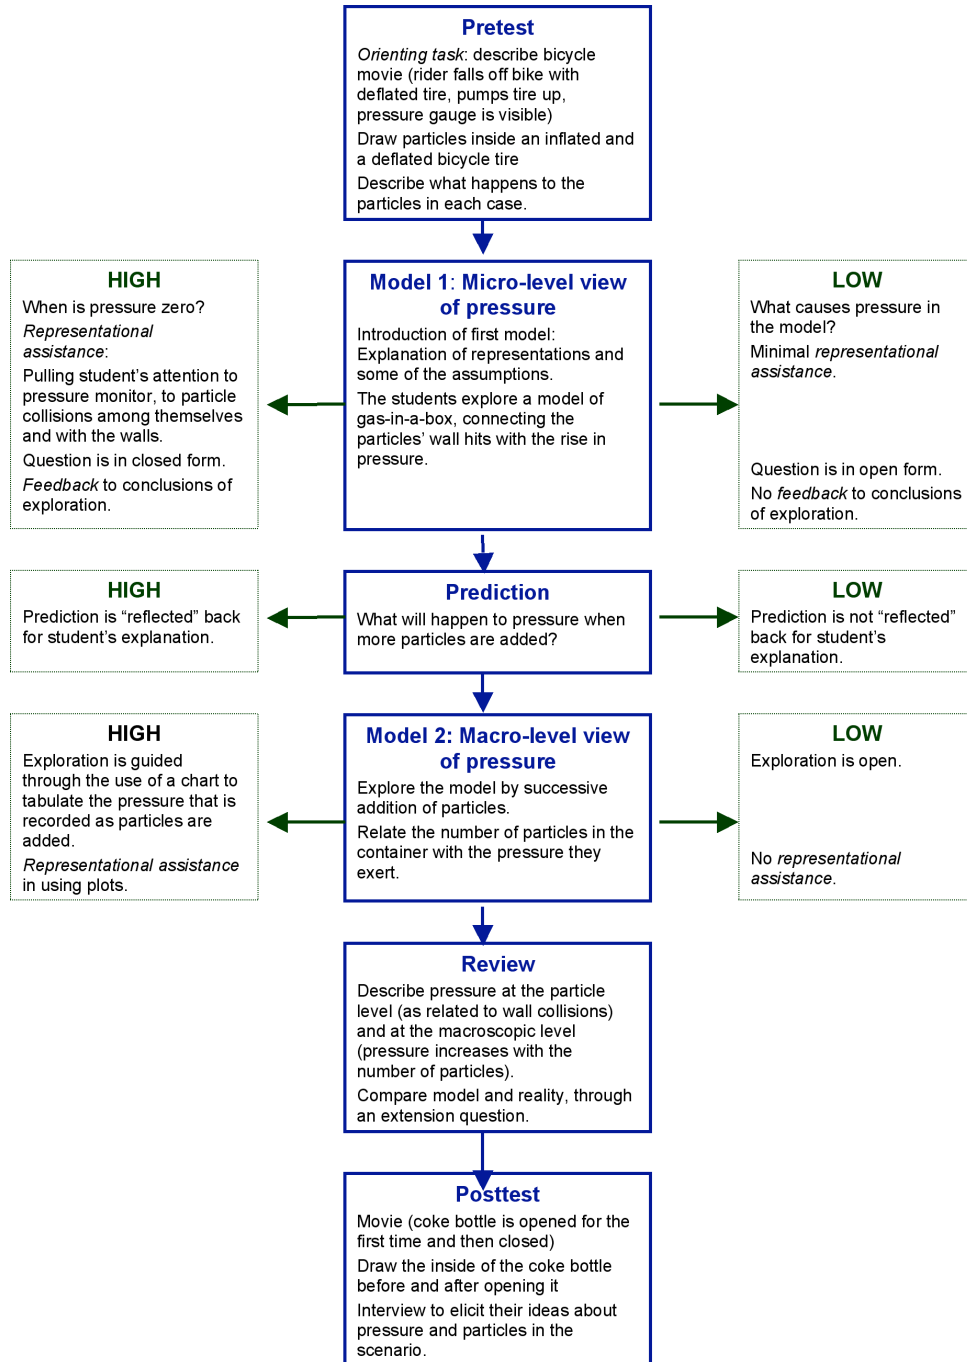 Pretest
Orienting task: describe bicycle
movie (rider falls off bike with
deflated tire, pumps tire up,
pressure gauge is visible)
Draw particles inside an inflated and
a deflated bicycle tire
Describe what happens to the
particles in each case.
HIGH
When is pressure zero?
Representational
assistance:
Pulling student's attention to
pressure monitor, to particle
collisions among themselves
and with the walls.
Question is in closed form.
Feedback to conclusions of
exploration.
Model 1: Micro-level view
of pressure
Introduction of first model:
Explanation of representations and
some of the assumptions.
The students explore a model of
gas-in-a-box, connecting the
particles' wall hits with the rise in
pressure.
LOW
What causes pressure in
the model?
Minimal representational
assistance.
Question is in open form.
No feedback to conclusions
of exploration.
HIGH
Prediction is “reflected” back
for student's explanation.
Prediction
What will happen to pressure when
more particles are added?
LOW
Prediction is not “reflected”
back for student's
explanation.
HIGH
Exploration is guided
through the use of a chart to
tabulate the pressure that is
recorded as particles are
added.
Representational assistance
in using plots.
Model 2: Macro-level view
of pressure
Explore the model by successive
addition of particles.
Relate the number of particles in the
container with the pressure they
exert.
LOW
Exploration is open.
No representational
assistance.
Review
Describe pressure at the particle
level (as related to wall collisions)
and at the macroscopic level
(pressure increases with the
number of particles).
Compare model and reality, through
an extension question.
Posttest
Movie (coke bottle is opened for the
first time and then closed)
Draw the inside of the coke bottle
before and after opening it
Interview to elicit their ideas about
pressure and particles in the
scenario.